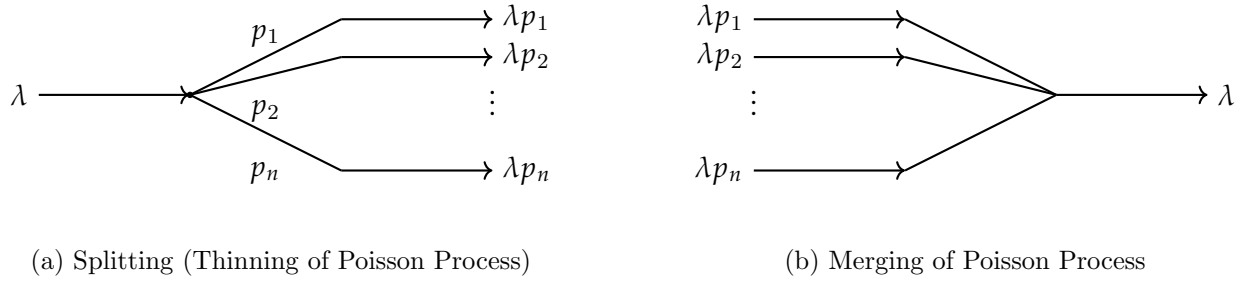 p₁
λp₁
λp₂
λ
p₂
⋮
pₙ
λpₙ
λp₁
λp₂
⋮
λpₙ
λ
(a) Splitting (Thinning of Poisson Process)
(b) Merging of Poisson Process